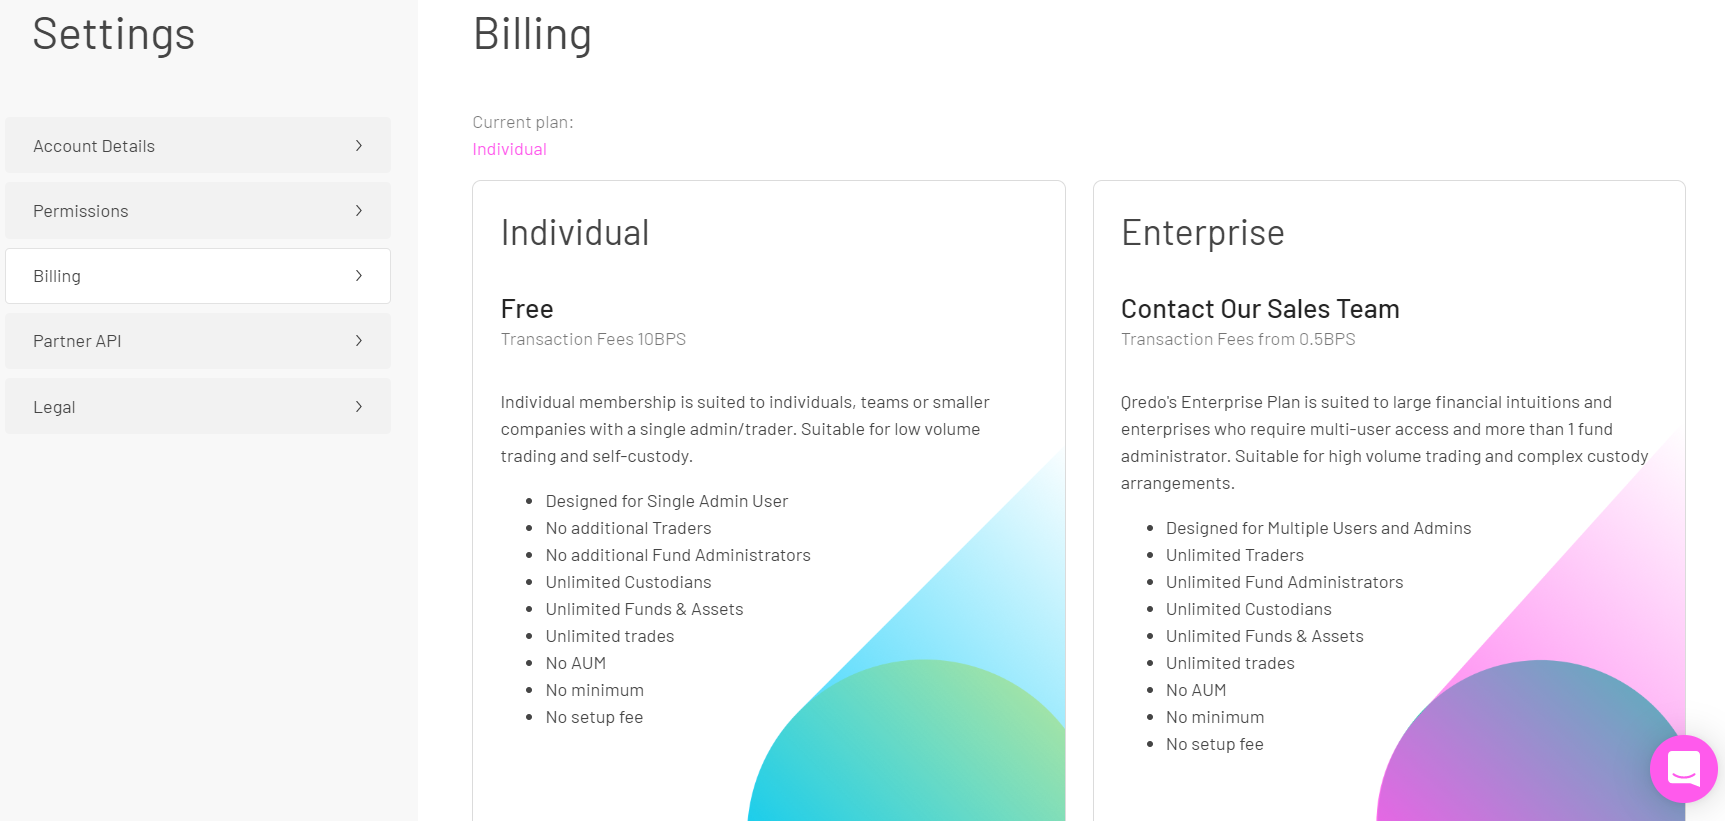 Settings
Account Details
Permissions
Billing
Partner API
Legal
Billing
Current plan:
Individual
Individual
Free
Transaction Fees 10BPS
Individual membership is suited to individuals, teams or smaller
companies with a single admin/trader. Suitable for low volume
trading and self-custody.
Designed for Single Admin User
No additional Traders
No additional Fund Administrators
Unlimited Custodians
Unlimited Funds & Assets
Unlimited trades
No AUM
No minimum
No setup fee
Enterprise
Contact Our Sales Team
Transaction Fees from 0.5BPS
Qredo's Enterprise Plan is suited to large financial intuitions and
enterprises who require multi-user access and more than 1 fund
administrator. Suitable for high volume trading and complex custody
arrangements.
Designed for Multiple Users and Admins
Unlimited Traders
Unlimited Fund Administrators
Unlimited Custodians
Unlimited Funds & Assets
Unlimited trades
No AUM
No minimum
No setup fee